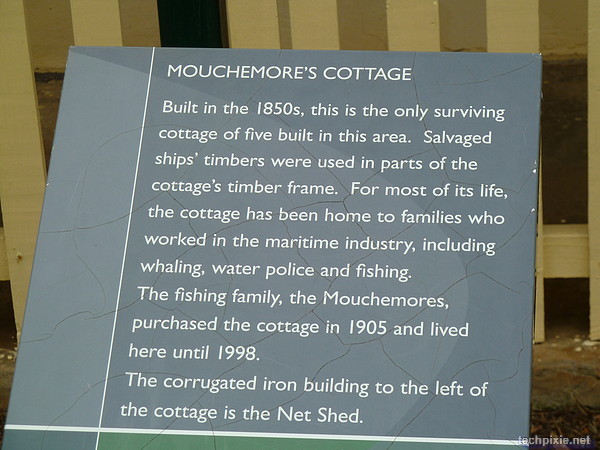 MOUCHEMORE'S COTTAGE
Built in the 1850s, this is the only surviving
cottage of five built in this area.  Salvaged
ships' timbers were used in parts of the
cottage's timber frame.  For most of its life,
the cottage has been home to families who
worked in the maritime industry, including
whaling, water police and fishing.
The fishing family, the Mouchemores,
purchased the cottage in 1905 and lived
here until 1998.
The corrugated iron building to the left of
the cottage is the Net Shed.
techpixie.net